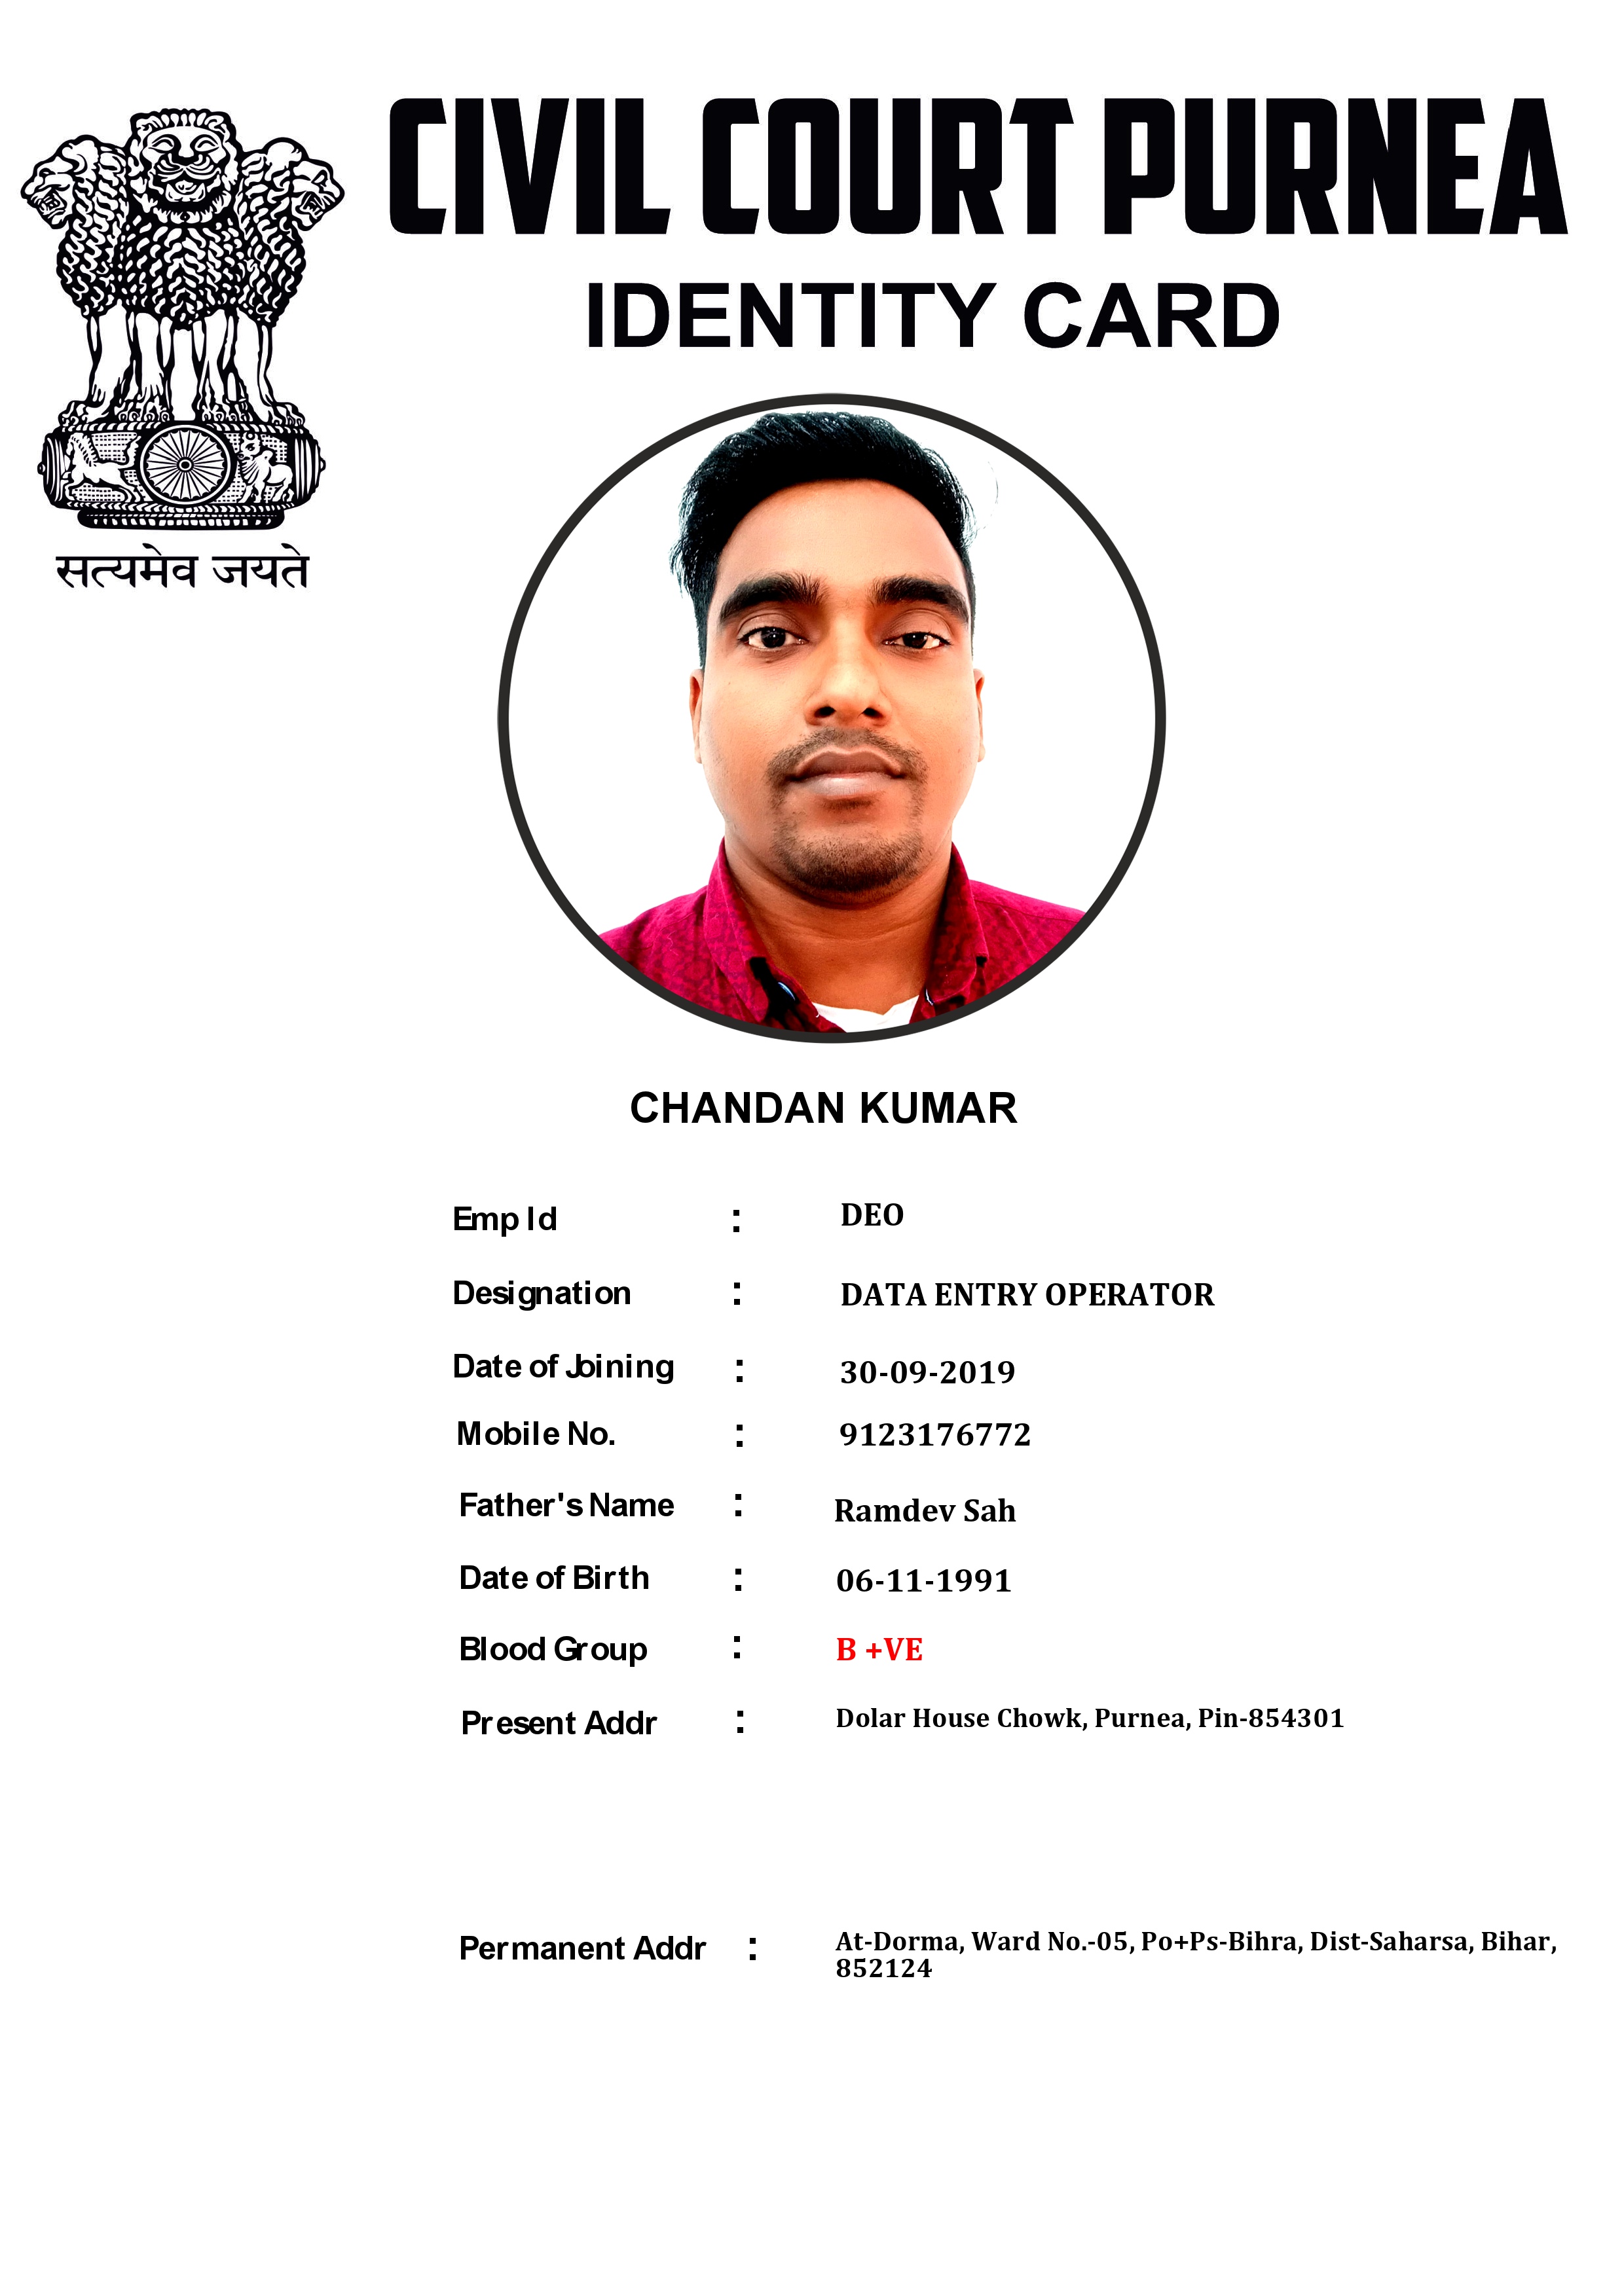 CIVIL COURT PURNEA
IDENTITY CARD
सत्यमेव जयते
CHANDAN KUMAR
Emp Id : DEO
Designation : DATA ENTRY OPERATOR
Date of Joining : 30-09-2019
Mobile No. : 9123176772
Father's Name : Ramdev Sah
Date of Birth : 06-11-1991
Blood Group : B +VE
Present Addr : Dolar House Chowk, Purnea, Pin-854301
Permanent Addr : At-Dorma, Ward No.-05, Po+Ps-Bihra, Dist-Saharsa, Bihar,
852124